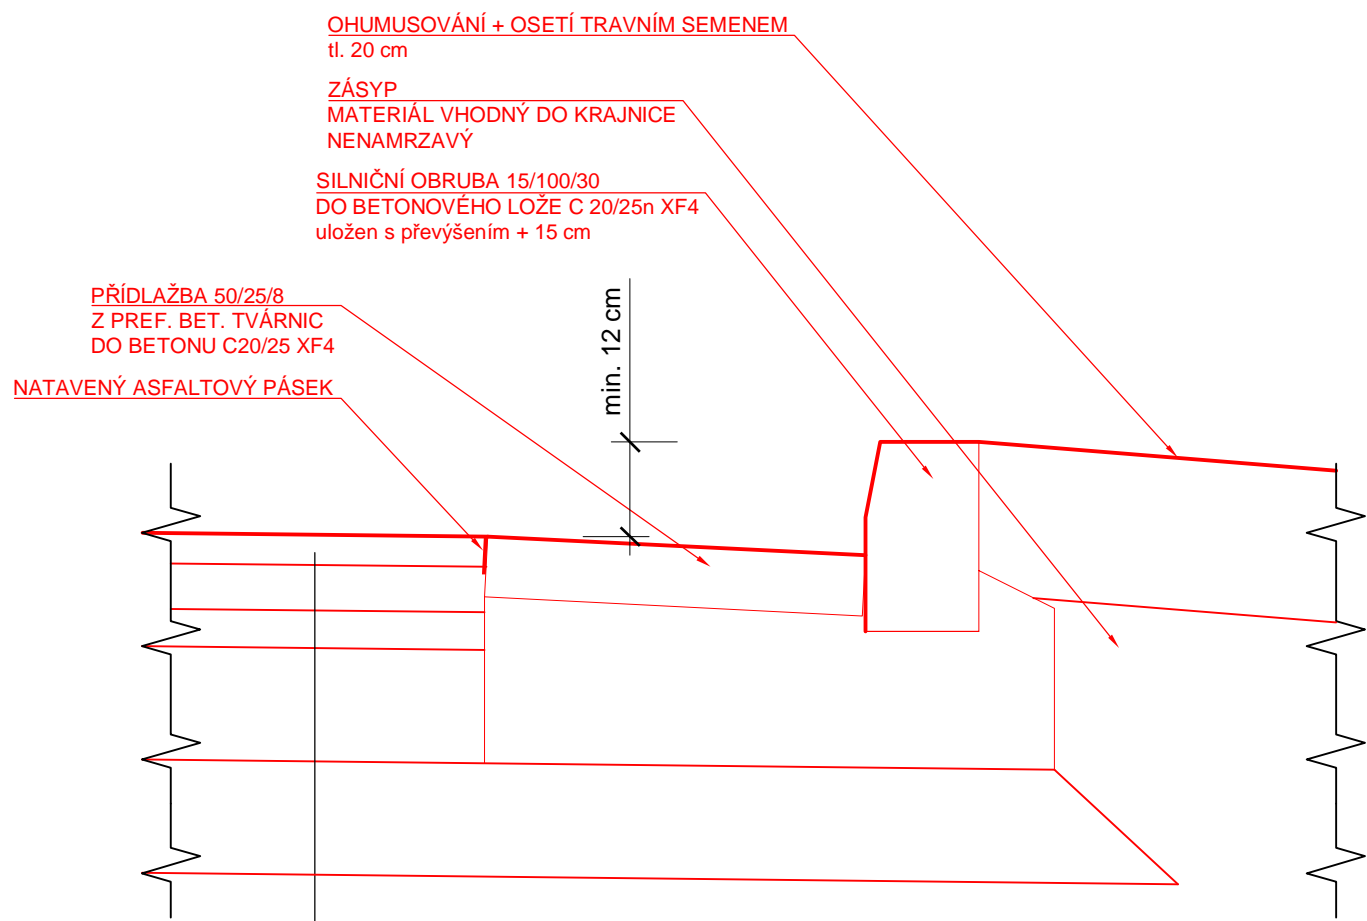 OHUMUSOVÁNÍ + OSETÍ TRAVNÍM SEMENEM
tl. 20 cm
ZÁSYP
MATERIÁL VHODNÝ DO KRAJNICE
NENAMRZAVÝ
SILNIČNÍ OBRUBA 15/100/30
DO BETONOVÉHO LOŽE C 20/25n XF4
uložen s převýšením + 15 cm
PŘÍDLAŽBA 50/25/8
Z PREF. BET. TVÁRNIC
DO BETONU C20/25 XF4
NATAVENÝ ASFALTOVÝ PÁSEK
min. 12 cm